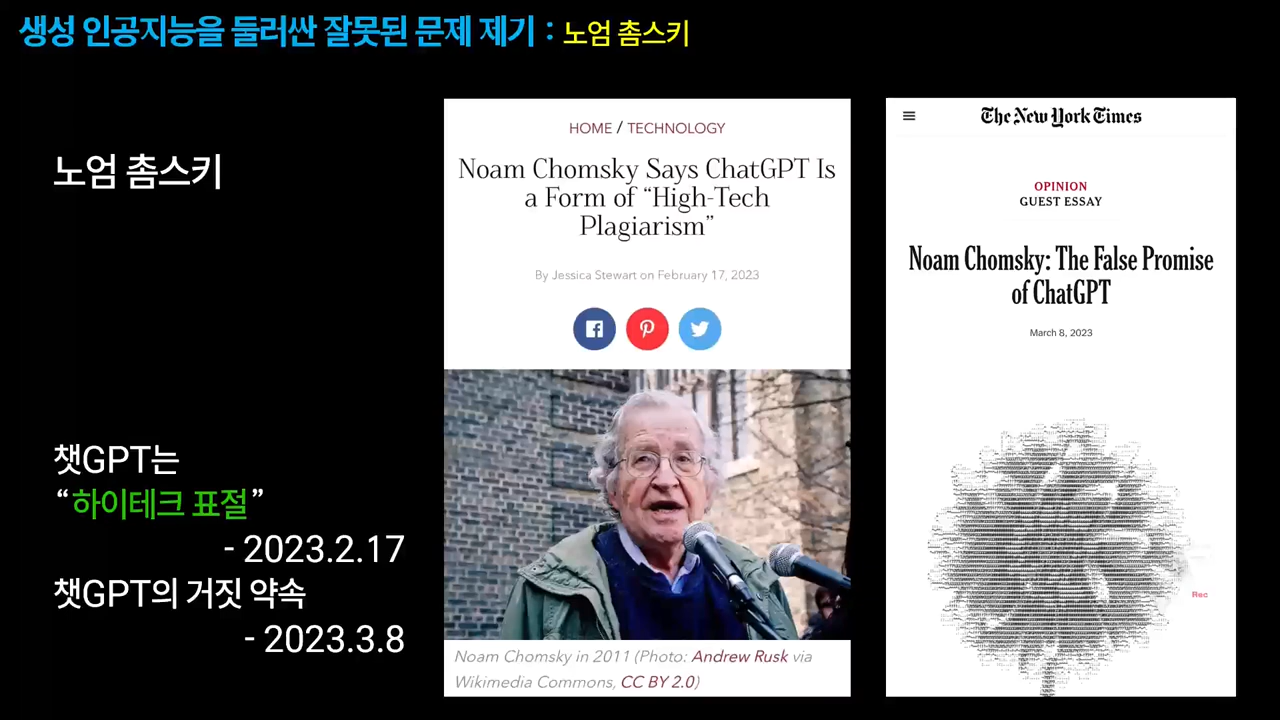 생성 인공지능을 둘러싼 잘못된 문제 제기 : 노엄 촘스키
노엄 촘스키
챗GPT는
“하이테크 표절”
- 2023.2.17
챗GPT의 거짓 약속
- 2023.3.8
HOME / TECHNOLOGY
Noam Chomsky Says ChatGPT Is
a Form of “High-Tech
Plagiarism”
By Jessica Stewart on February 17, 2023
Noam Chomsky in 2011 (Photo: Andrew Rusk via
Wikimedia Commons, CC BY 2.0)
The New York Times
OPINION
GUEST ESSAY
Noam Chomsky: The False Promise
of ChatGPT
March 8, 2023
Rec